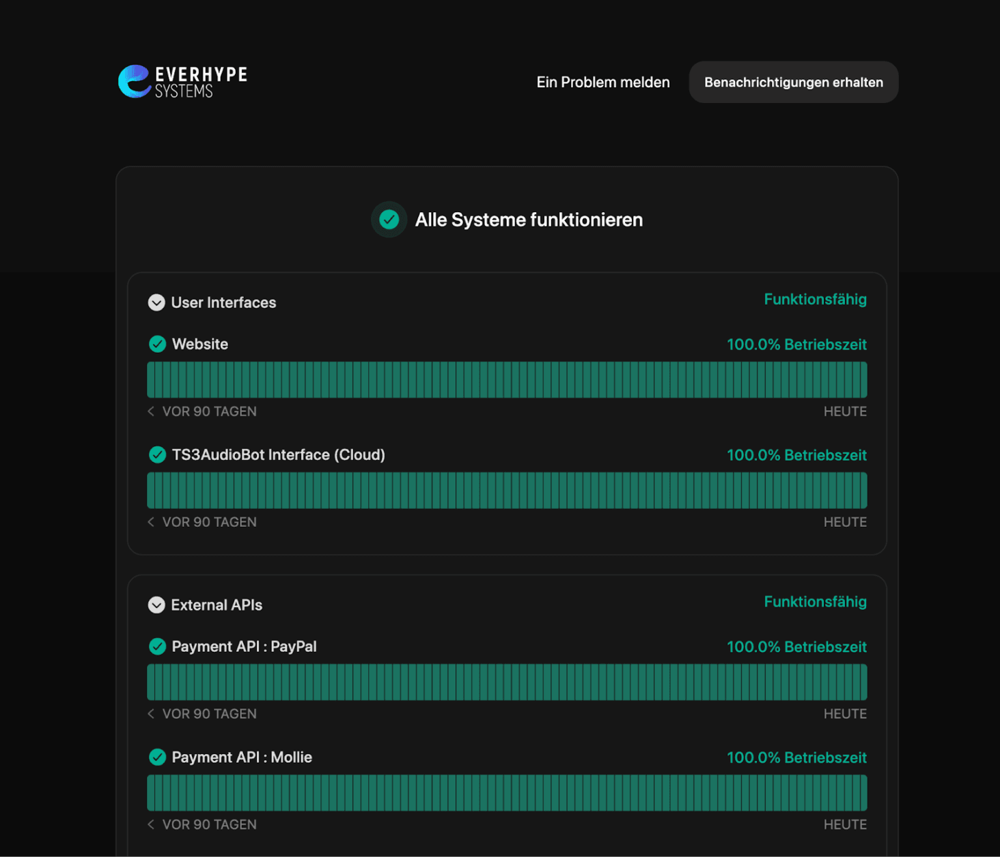 EVERHYPE
SYSTEMS
Ein Problem melden
Benachrichtigungen erhalten
Alle Systeme funktionieren
User Interfaces
Funktionsfähig
Website
100.0% Betriebszeit
VOR 90 TAGEN
HEUTE
TS3AudioBot Interface (Cloud)
100.0% Betriebszeit
VOR 90 TAGEN
HEUTE
External APIs
Funktionsfähig
Payment API : PayPal
100.0% Betriebszeit
VOR 90 TAGEN
HEUTE
Payment API : Mollie
100.0% Betriebszeit
VOR 90 TAGEN
HEUTE